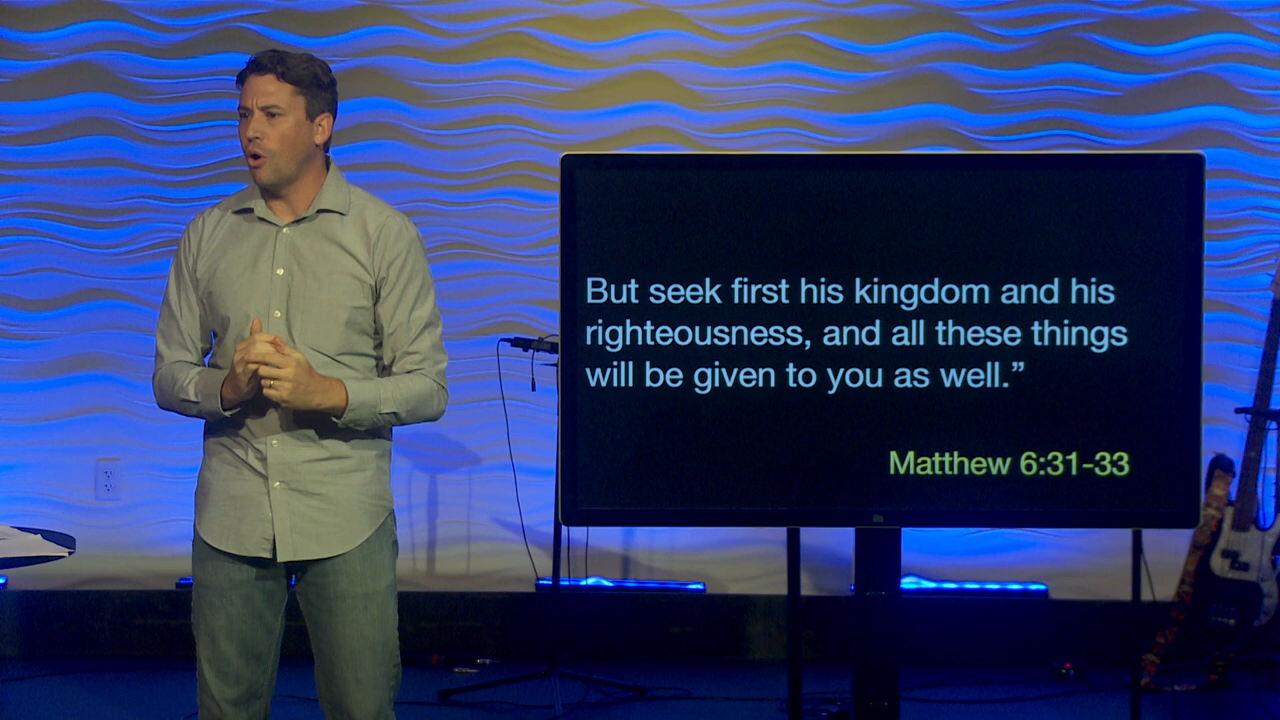 But seek first his kingdom and his
righteousness, and all these things
will be given to you as well.”
Matthew 6:31-33